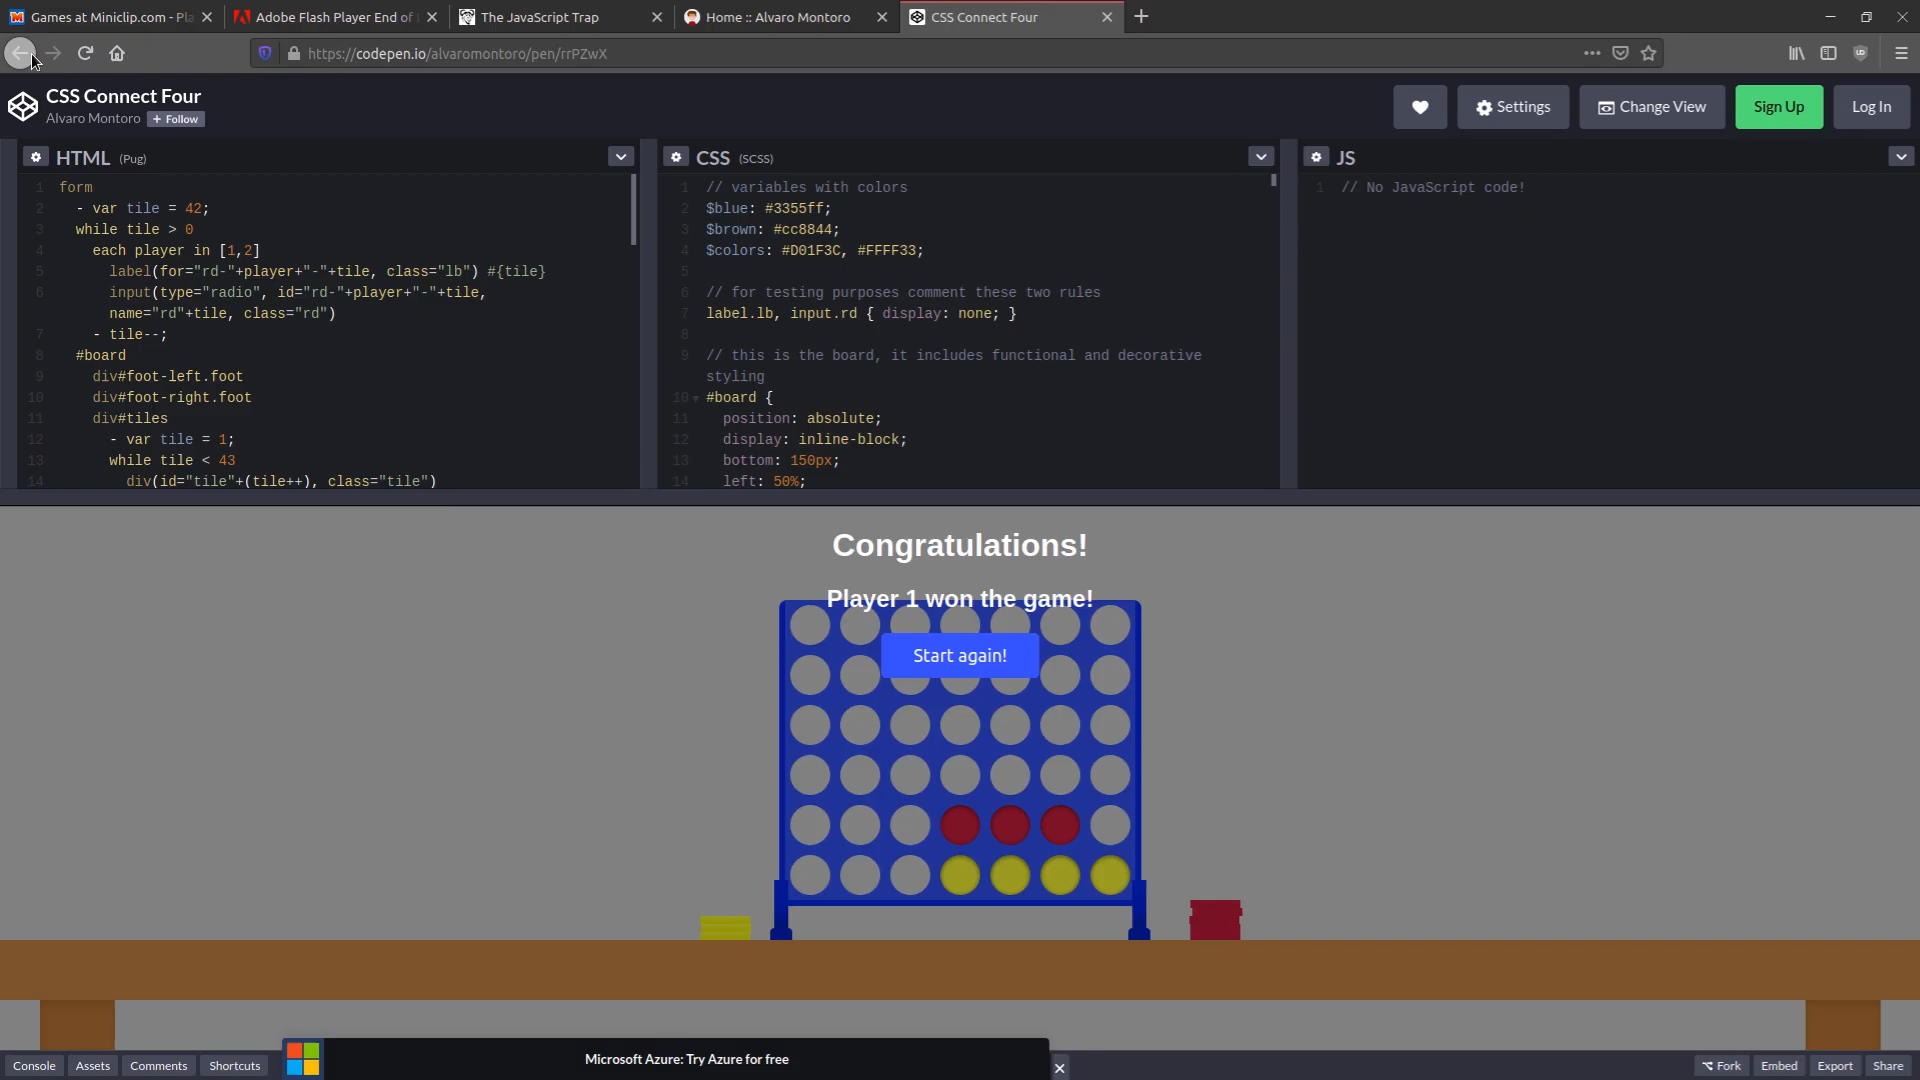 Games at Miniclip.com - Pla
Adobe Flash Player End of
The JavaScript Trap
Home :: Alvaro Montoro
CSS Connect Four
https://codepen.io/alvaromontoro/pen/rrPZwX
CSS Connect Four
Alvaro Montoro
+ Follow
Settings
Change View
Sign Up
Log In
HTML (Pug)
1 form
2 - var tile = 42;
3 while tile > 0
4 each player in [1,2]
5 label(for="rd-"+player+"-"+tile, class="lb") #{tile}
6 input(type="radio", id="rd-"+player+"-"+tile,
name="rd"+tile, class="rd")
7 - tile--;
8 #board
9 div#foot-left.foot
10 div#foot-right.foot
11 div#tiles
12 - var tile = 1;
13 while tile < 43
14 div(id="tile"+(tile++), class="tile")
CSS (SCSS)
1 // variables with colors
2 $blue: #3355ff;
3 $brown: #cc8844;
4 $colors: #D01F3C, #FFFF33;
5
6 // for testing purposes comment these two rules
7 label.lb, input.rd { display: none; }
8
9 // this is the board, it includes functional and decorative
styling
10 #board {
11 position: absolute;
12 display: inline-block;
13 bottom: 150px;
14 left: 50%;
JS
1 // No JavaScript code!
Congratulations!
Player 1 won the game!
Start again!
Console
Assets
Comments
Shortcuts
Microsoft Azure: Try Azure for free
Fork
Embed
Export
Share